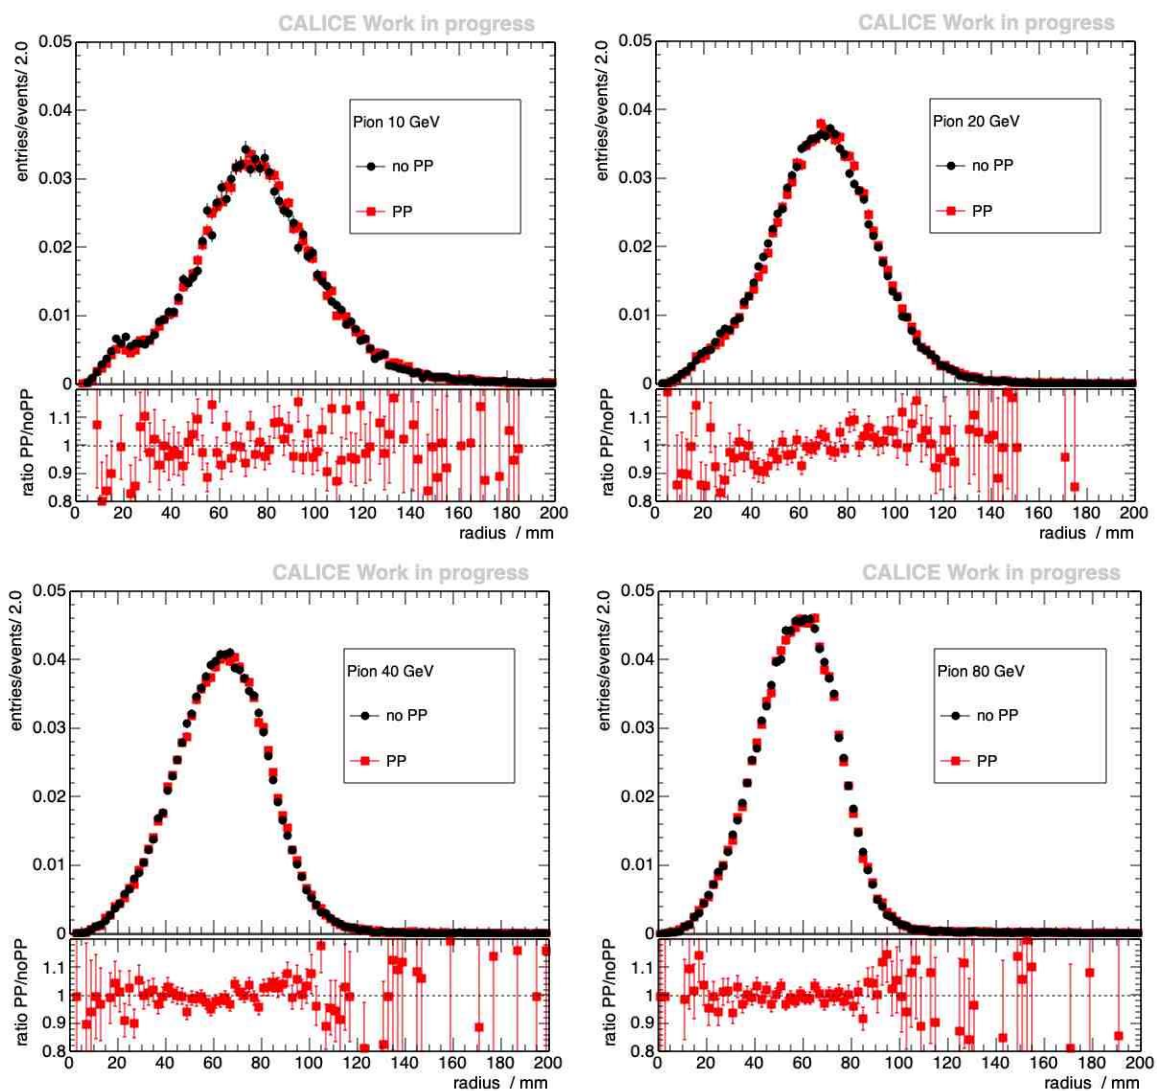 CALICE Work in progress
entries/events/ 2.0
0.05
0.04
0.03
0.02
0.01
0
Pion 10 GeV
no PP
PP
ratio PP/noPP
1.1
1
0.9
0.8
0 20 40 60 80 100 120 140 160 180 200
radius / mm
CALICE Work in progress
entries/events/ 2.0
0.05
0.04
0.03
0.02
0.01
0
Pion 20 GeV
no PP
PP
ratio PP/noPP
1.1
1
0.9
0.8
0 20 40 60 80 100 120 140 160 180 200
radius / mm
CALICE Work in progress
entries/events/ 2.0
0.05
0.04
0.03
0.02
0.01
0
Pion 40 GeV
no PP
PP
ratio PP/noPP
1.1
1
0.9
0.8
0 20 40 60 80 100 120 140 160 180 200
radius / mm
CALICE Work in progress
entries/events/ 2.0
0.05
0.04
0.03
0.02
0.01
0
Pion 80 GeV
no PP
PP
ratio PP/noPP
1.1
1
0.9
0.8
0 20 40 60 80 100 120 140 160 180 200
radius / mm